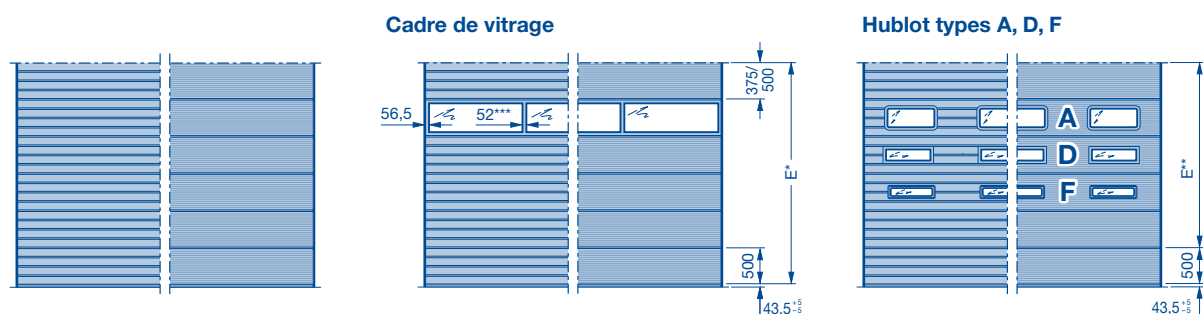 Cadre de vitrage
Hublot types A, D, F
56,5
52***
375/
500
E*
500
43,5 +5 -5
A
D
F
E**
500
43,5 +5 -5